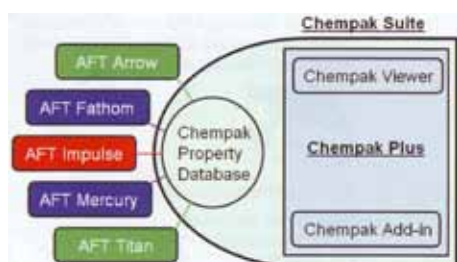 Chempak Suite
AFT Arrow
AFT Fathom
AFT Impulse
AFT Mercury
AFT Titan
Chempak
Property
Database
Chempak Viewer
Chempak Plus
Chempak Add-in